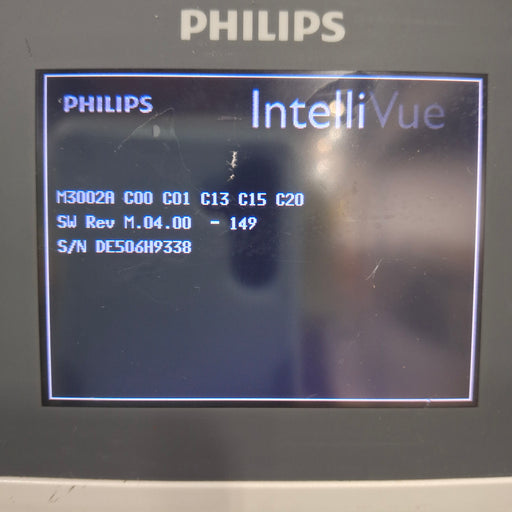 PHILIPS
PHILIPS IntelliVue
M3002A C00 C01 C13 C15 C20
SW Rev M.04.00 - 149
S/N DE506H9338